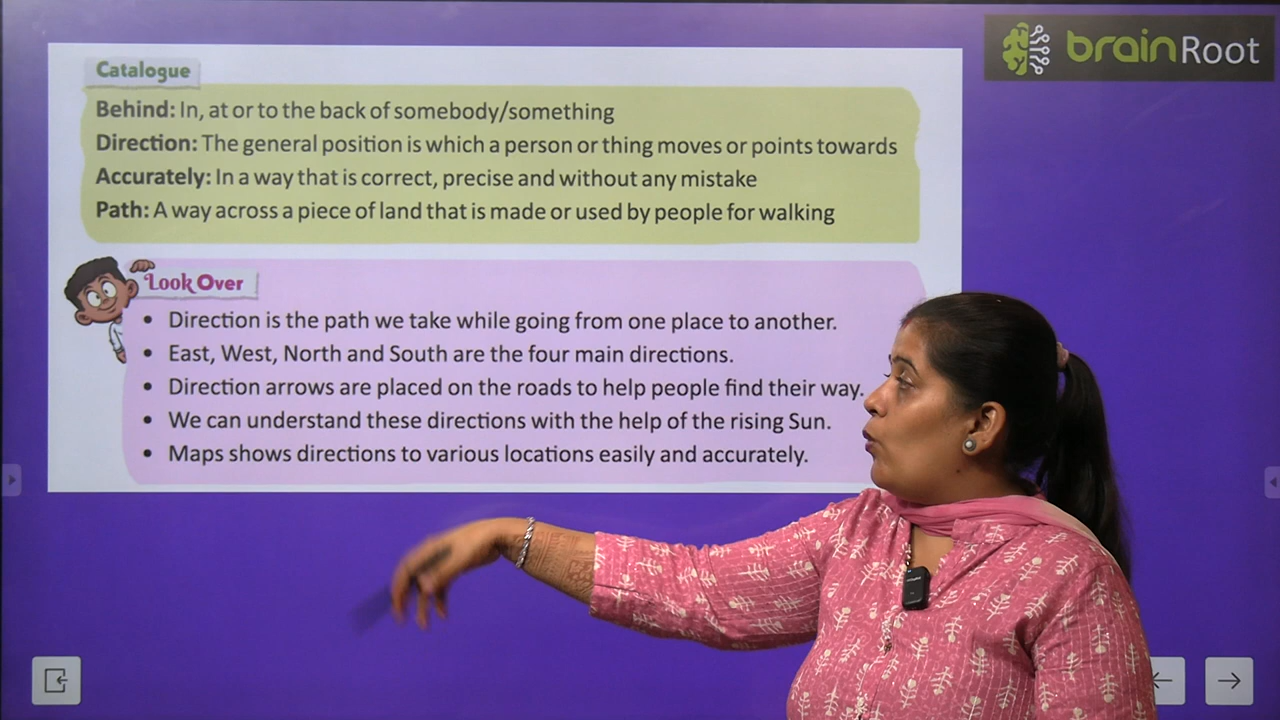 brainRoot
Catalogue
Behind: In, at or to the back of somebody/something
Direction: The general position is which a person or thing moves or points towards
Accurately: In a way that is correct, precise and without any mistake
Path: A way across a piece of land that is made or used by people for walking
Look Over
• Direction is the path we take while going from one place to another.
• East, West, North and South are the four main directions.
• Direction arrows are placed on the roads to help people find their way.
• We can understand these directions with the help of the rising Sun.
• Maps shows directions to various locations easily and accurately.